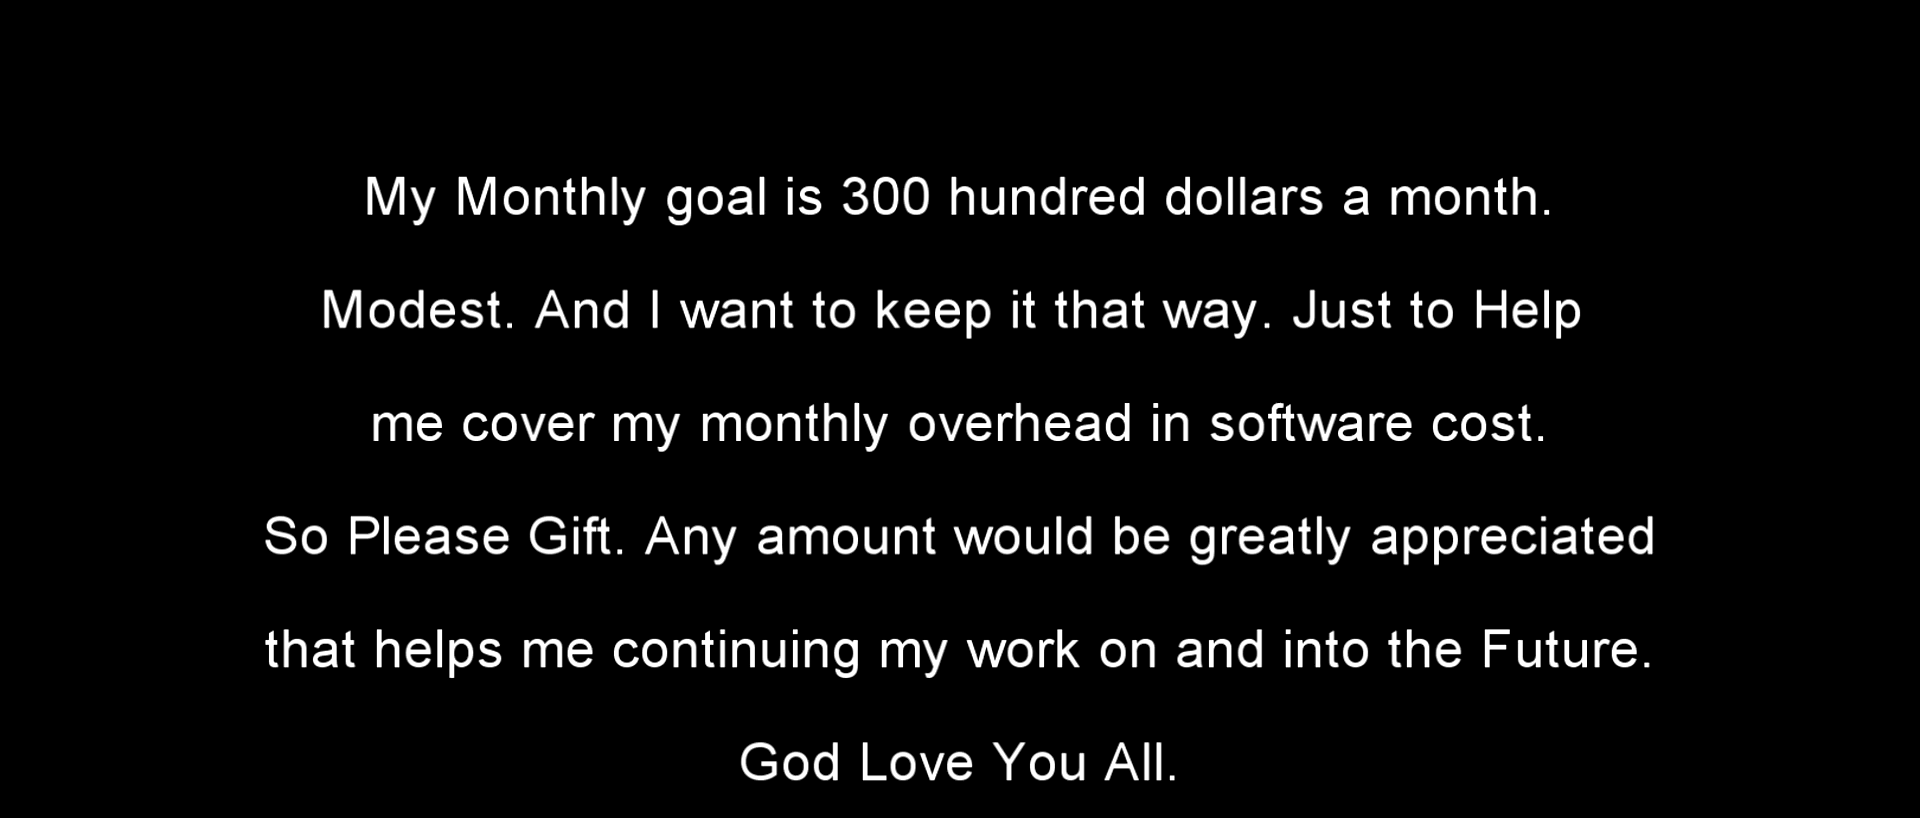 My Monthly goal is 300 hundred dollars a month.
Modest. And I want to keep it that way. Just to Help
me cover my monthly overhead in software cost.
So Please Gift. Any amount would be greatly appreciated
that helps me continuing my work on and into the Future.
God Love You All.